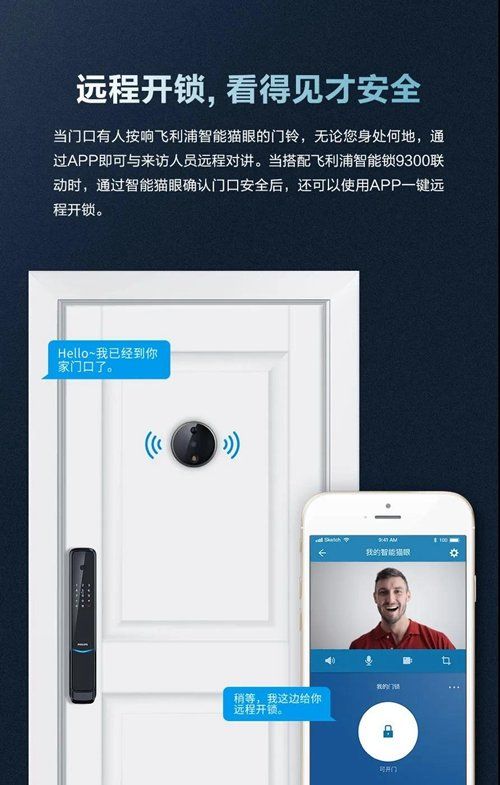 远程开锁, 看得见才安全
当门口有人按响飞利浦智能猫眼的门铃，无论您身处何地，通
过APP即可与来访人员远程对讲。当搭配飞利浦智能锁9300联
动时，通过智能猫眼确认门口安全后，还可以使用APP一键远
程开锁。
Hello~我已经到你
家门口了。
Sketch 9:41 AM 100
我的智能猫眼
PHILIPS
稍等，我这边给你
远程开锁。
我的门锁
可开门